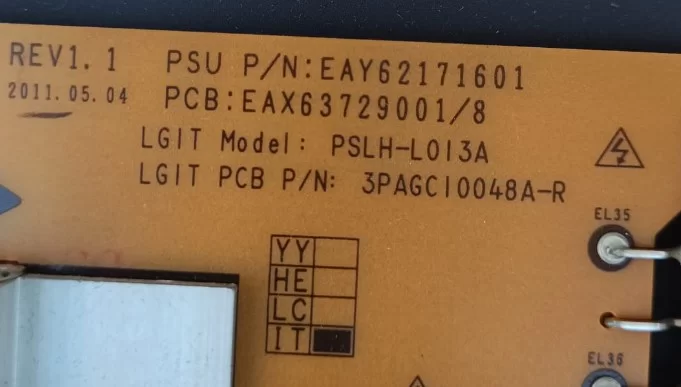 REV1.1 PSU P/N:EAY62171601
2011.05.04 PCB:EAX63729001/8
LGIT Model: PSLH-L013A
LGIT PCB P/N: 3PAGC10048A-R
EL35
YY
HE
LC
IT
EL36